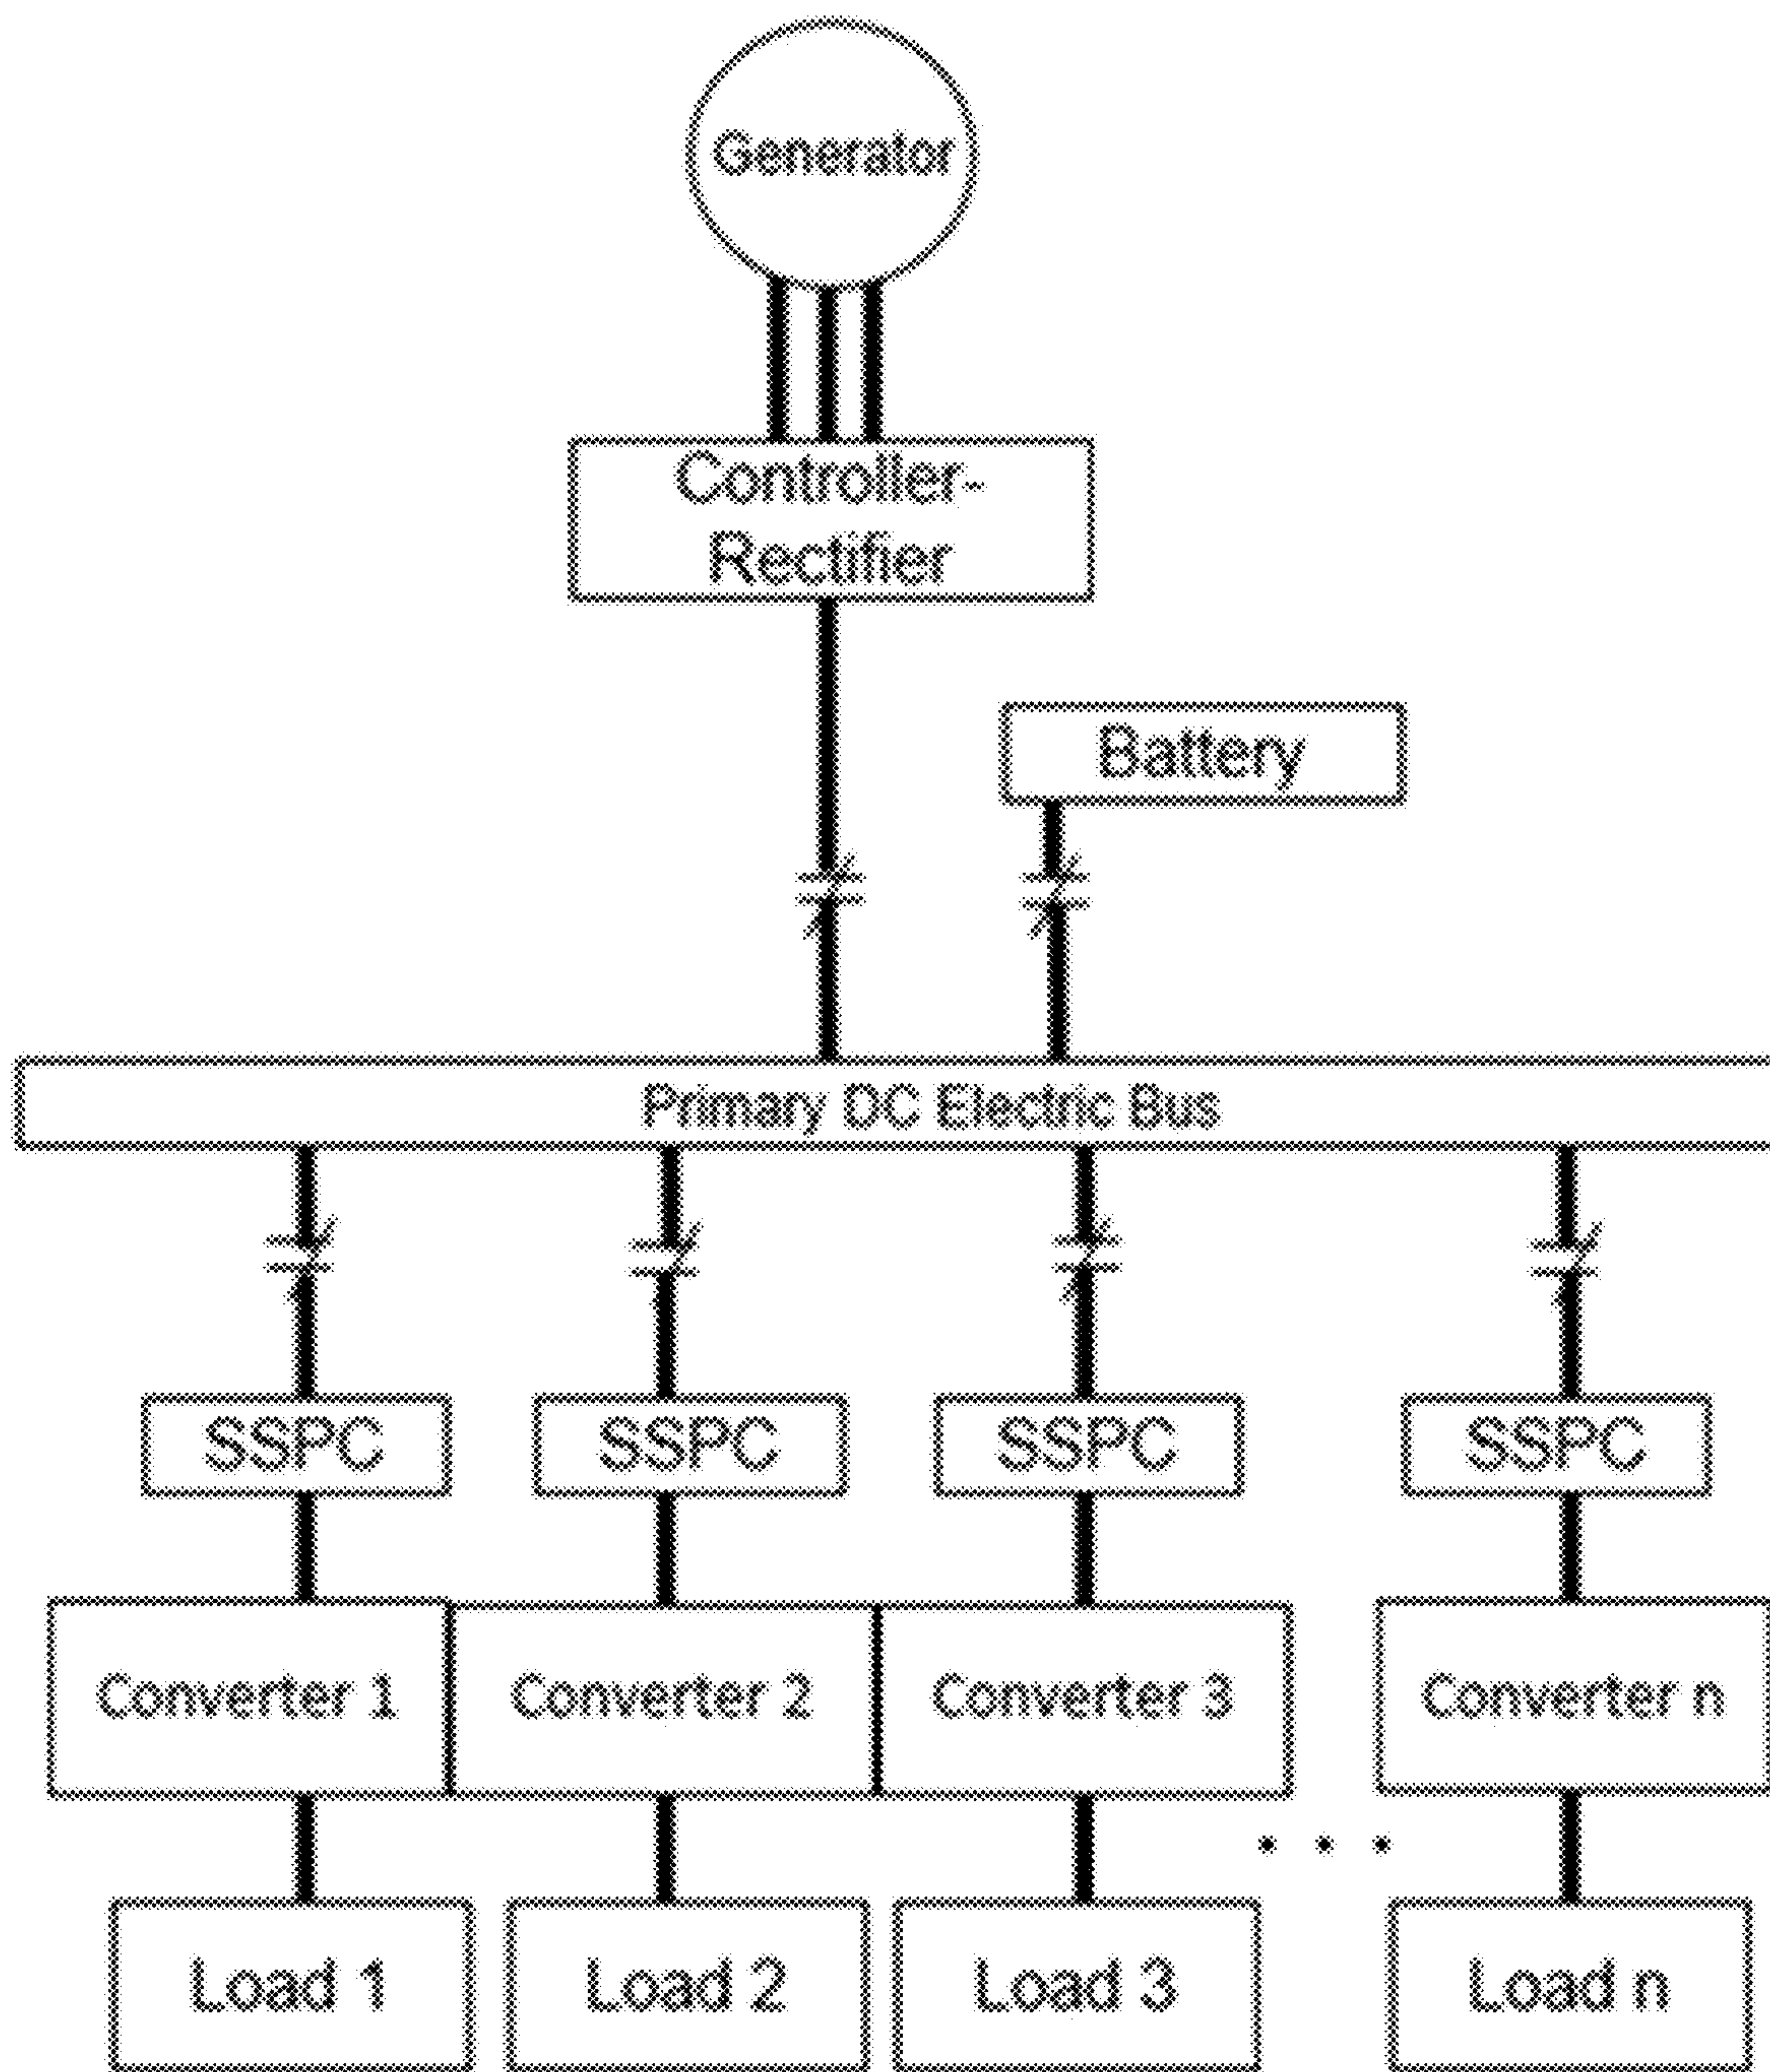 Generator
Controller-
Rectifier
Battery
Primary DC Electric Bus
SSPC
SSPC
SSPC
SSPC
Converter 1
Converter 2
Converter 3
Converter n
. . .
Load 1
Load 2
Load 3
Load n